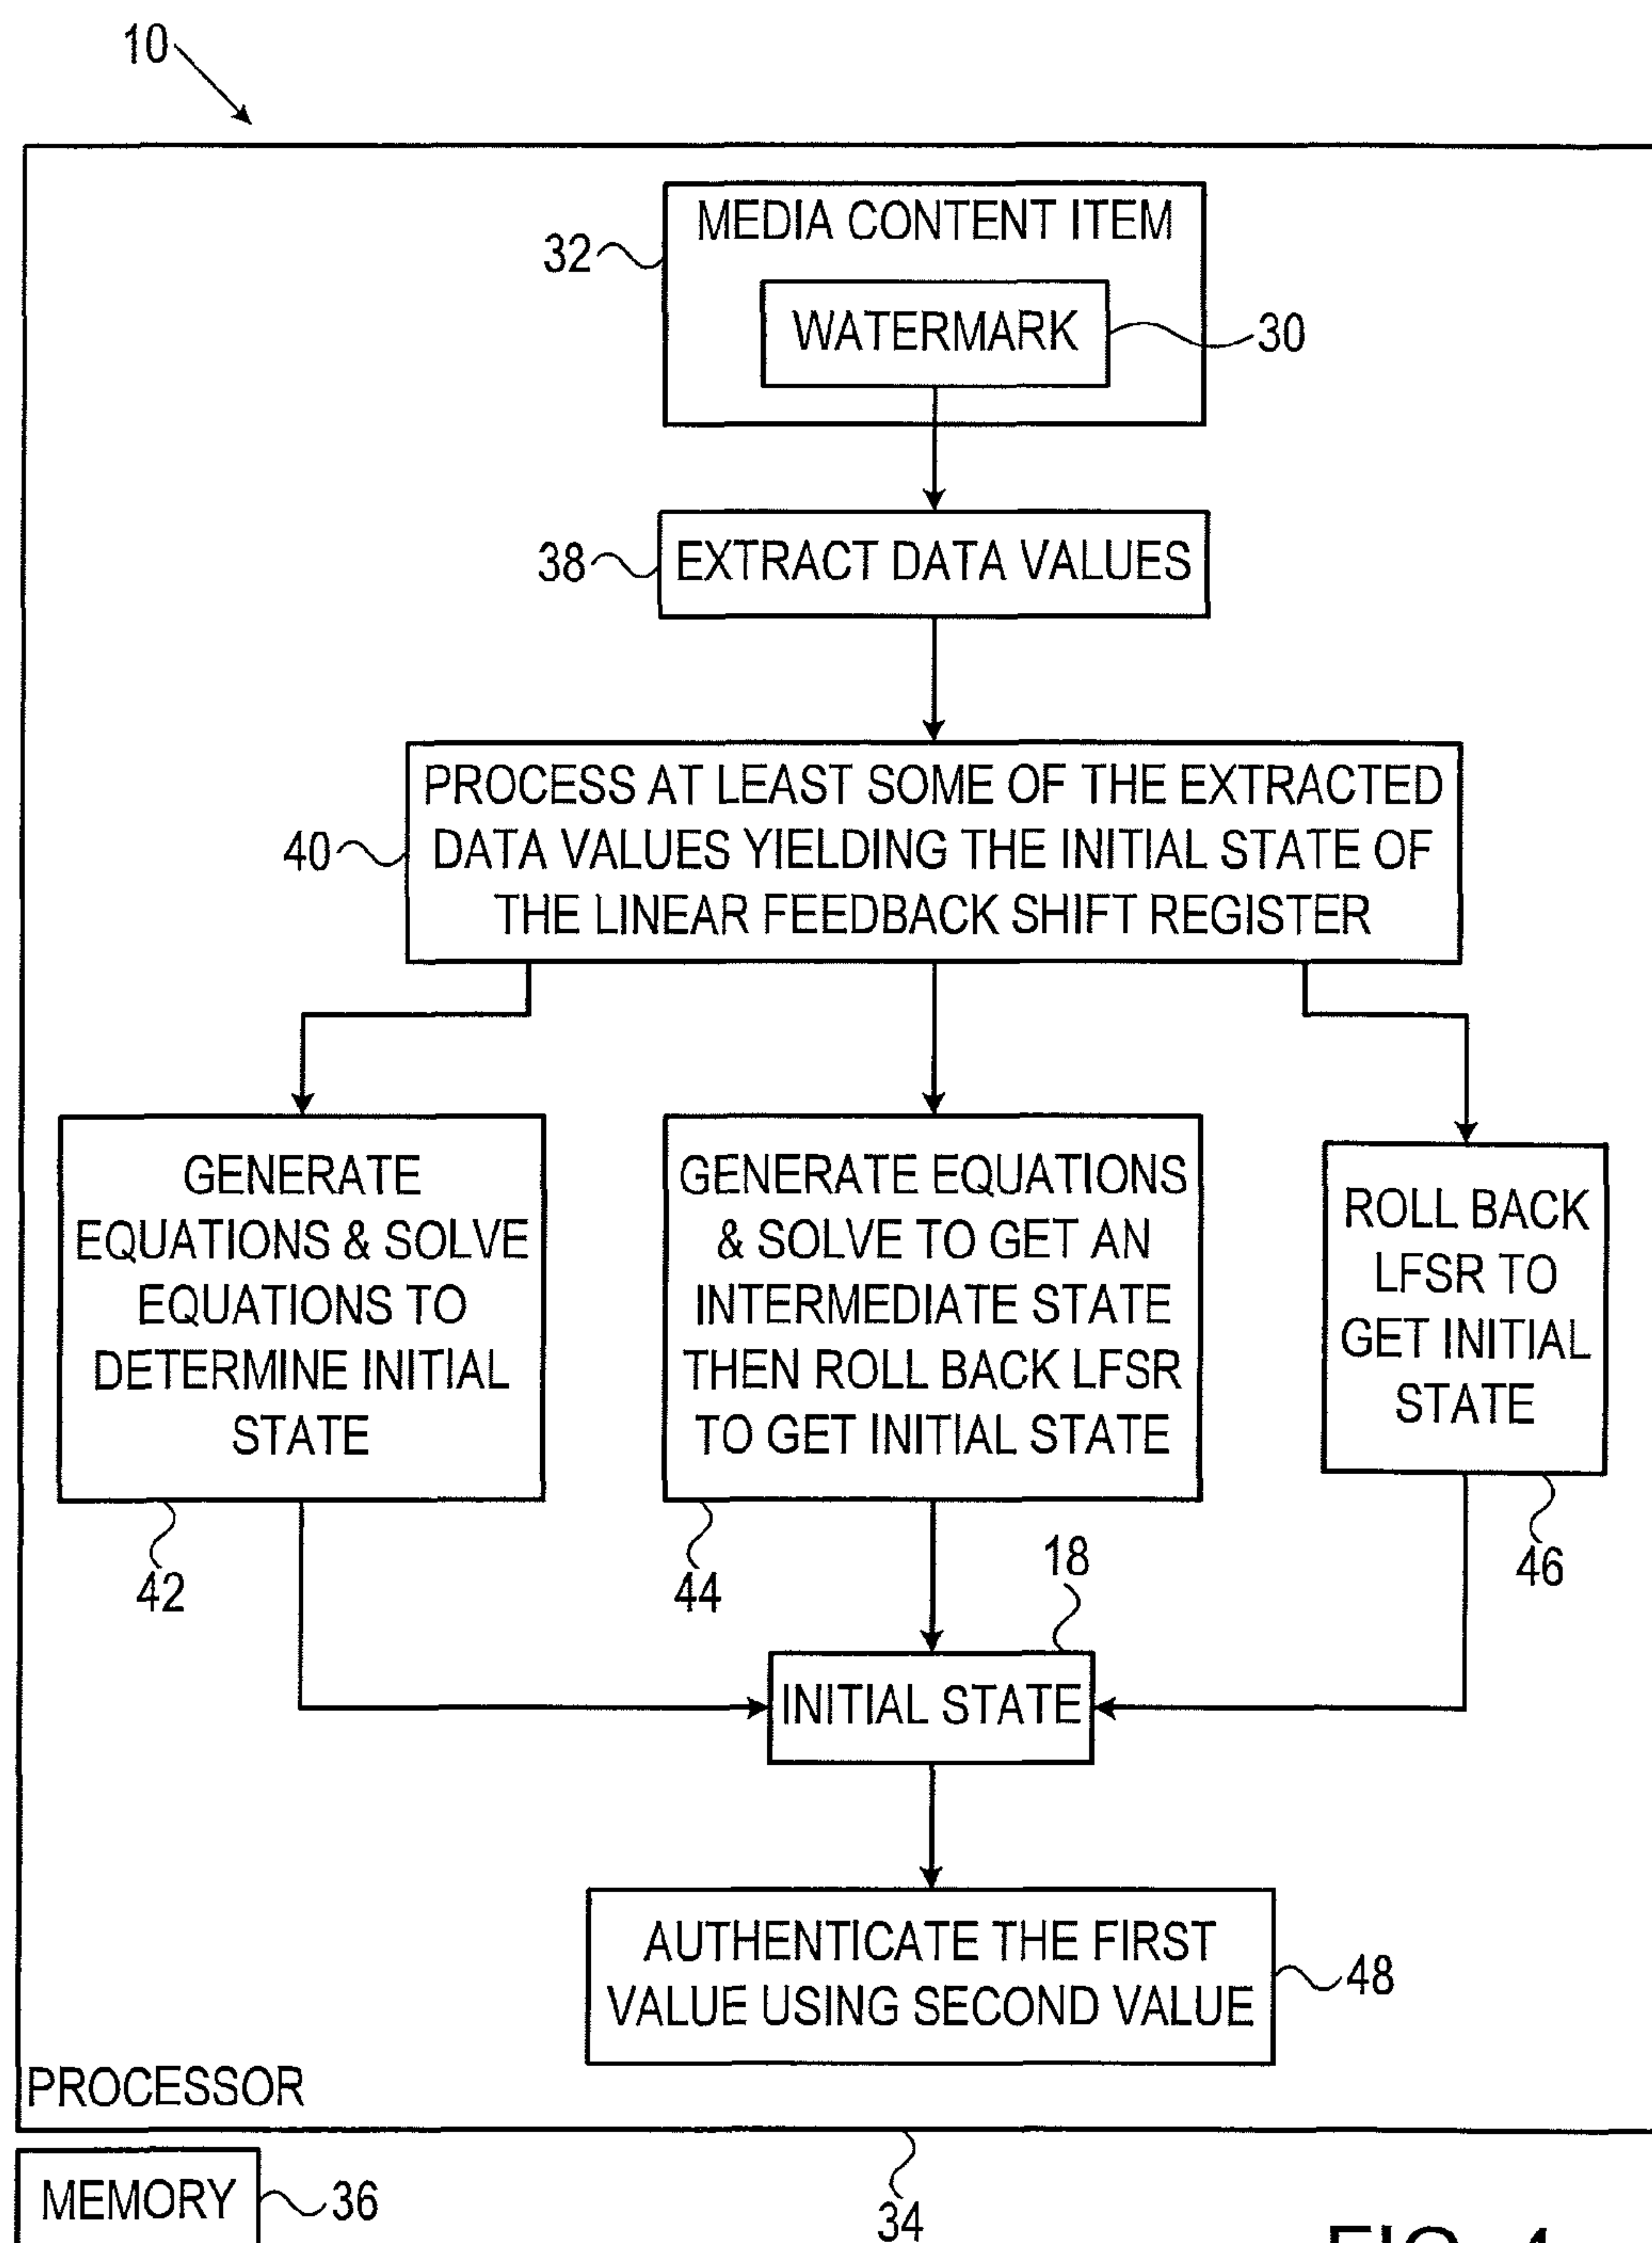 10
MEDIA CONTENT ITEM
32
WATERMARK
30
38
EXTRACT DATA VALUES
PROCESS AT LEAST SOME OF THE EXTRACTED
40
DATA VALUES YIELDING THE INITIAL STATE OF
THE LINEAR FEEDBACK SHIFT REGISTER
GENERATE
EQUATIONS & SOLVE
EQUATIONS TO
DETERMINE INITIAL
STATE
42
GENERATE EQUATIONS
& SOLVE TO GET AN
INTERMEDIATE STATE
THEN ROLL BACK LFSR
TO GET INITIAL STATE
44
ROLL BACK
LFSR TO
GET INITIAL
STATE
46
18
INITIAL STATE
AUTHENTICATE THE FIRST
VALUE USING SECOND VALUE
48
PROCESSOR
34
MEMORY
36